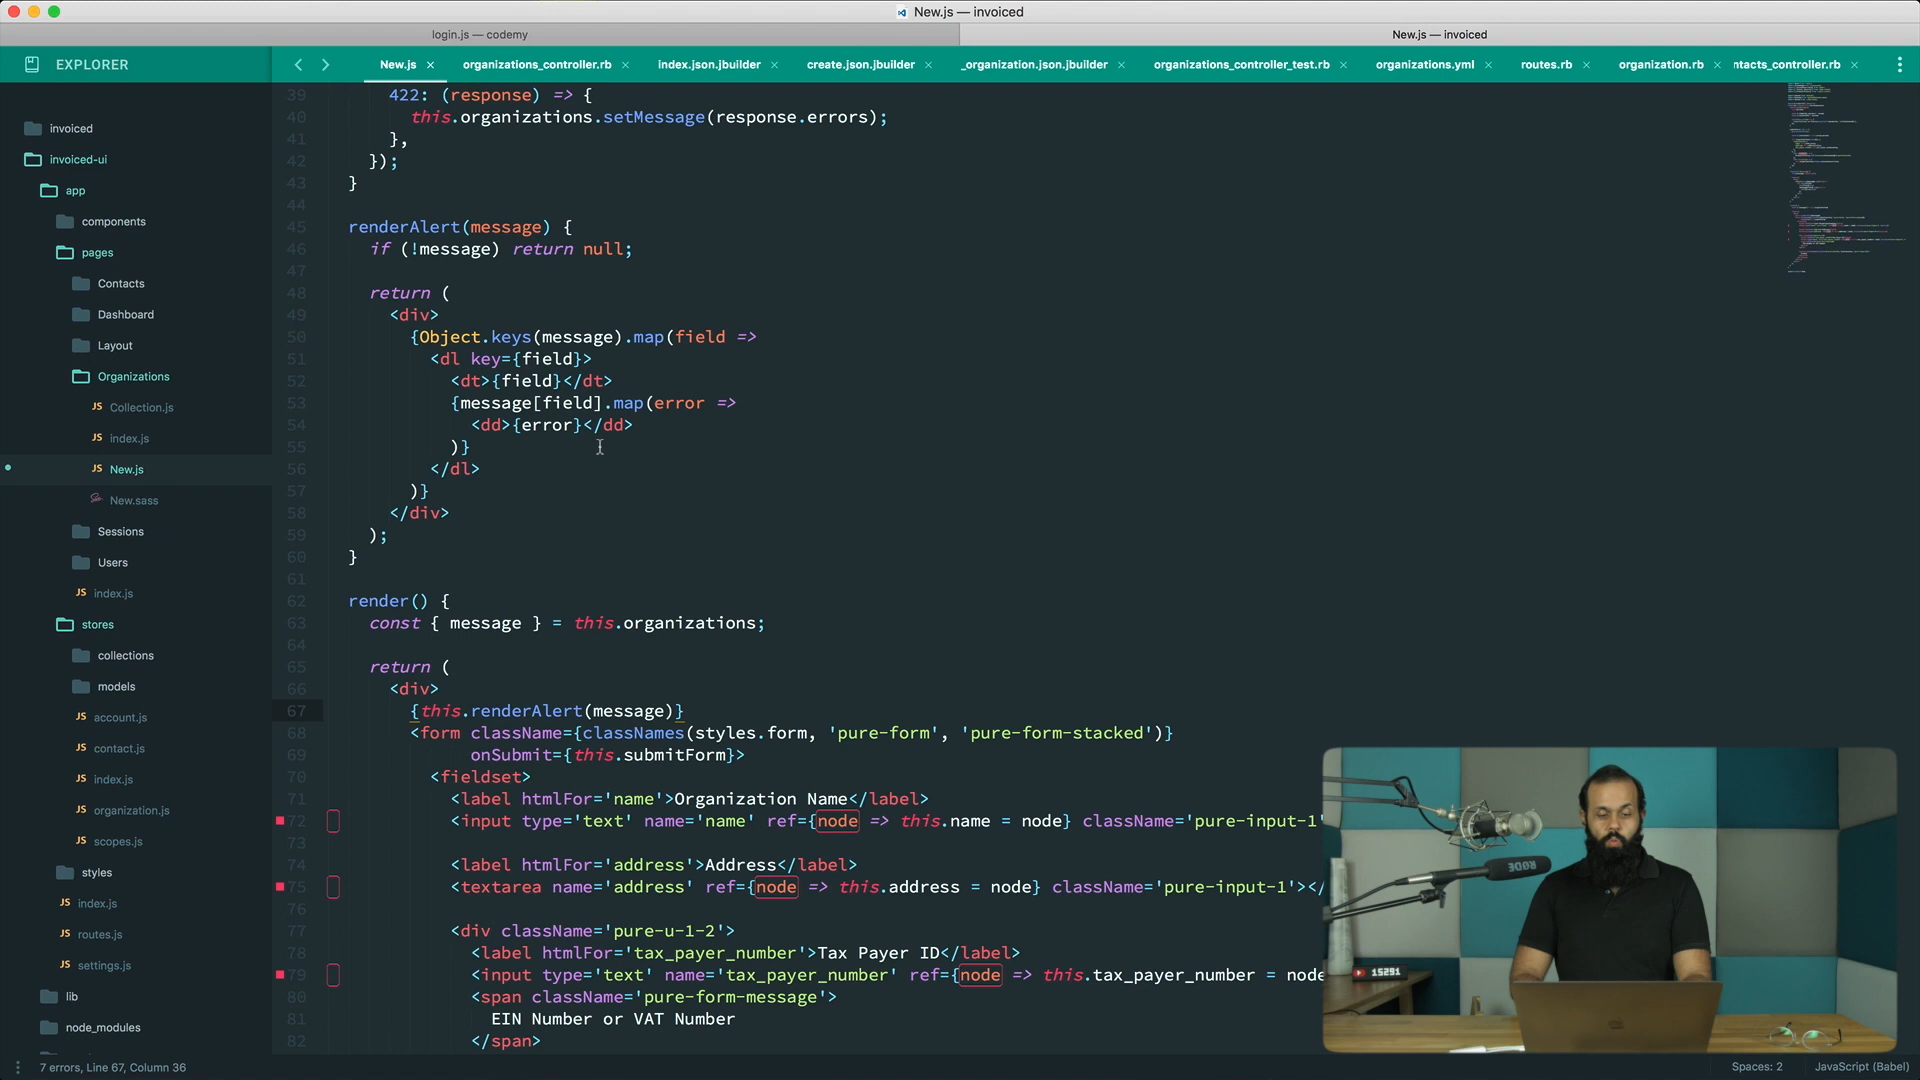 New.js — invoiced
login.js — codemy
New.js — invoiced
EXPLORER
New.js
organizations_controller.rb
index.json.jbuilder
create.json.jbuilder
_organization.json.jbuilder
organizations_controller_test.rb
organizations.yml
routes.rb
organization.rb
ntacts_controller.rb
invoiced
invoiced-ui
app
components
pages
Contacts
Dashboard
Layout
Organizations
JS Collection.js
JS index.js
JS New.js
New.sass
Sessions
Users
JS index.js
stores
collections
models
JS account.js
JS contact.js
JS index.js
JS organization.js
JS scopes.js
styles
JS index.js
JS routes.js
JS settings.js
lib
node_modules
39 422: (response) => {
40 this.organizations.setMessage(response.errors);
41 },
42 });
43 }
44
45 renderAlert(message) {
46 if (!message) return null;
47
48 return (
49 <div>
50 {Object.keys(message).map(field =>
51 <dl key={field}>
52 <dt>{field}</dt>
53 {message[field].map(error =>
54 <dd>{error}</dd>
55 )}
56 </dl>
57 )}
58 </div>
59 );
60 }
61
62 render() {
63 const { message } = this.organizations;
64
65 return (
66 <div>
67 {this.renderAlert(message)}
68 <form className={classNames(styles.form, 'pure-form', 'pure-form-stacked')}
69 onSubmit={this.submitForm}>
70 <fieldset>
71 <label htmlFor='name'>Organization Name</label>
72 <input type='text' name='name' ref={node => this.name = node} className='pure-input-1'
73
74 <label htmlFor='address'>Address</label>
75 <textarea name='address' ref={node => this.address = node} className='pure-input-1'></
76
77 <div className='pure-u-1-2'>
78 <label htmlFor='tax_payer_number'>Tax Payer ID</label>
79 <input type='text' name='tax_payer_number' ref={node => this.tax_payer_number = node
80 <span className='pure-form-message'>
81 EIN Number or VAT Number
82 </span>
RØDE
15291
7 errors, Line 67, Column 36
Spaces: 2
JavaScript (Babel)